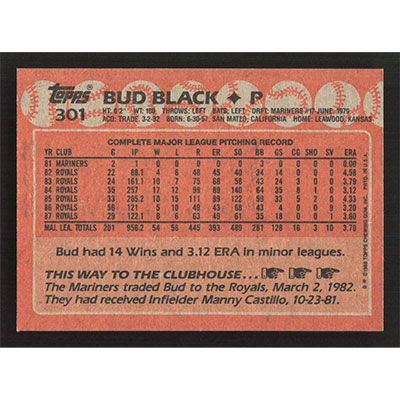 Topps
301
BUD BLACK ✦ P
HT: 6'2" WT: 180 THROWS: LEFT BATS: LEFT DRFT: MARINERS #17-JUNE, 1979
ACQ: TRADE, 3-2-82 BORN: 6-30-57, SAN MATEO, CALIFORNIA HOME: LEAWOOD, KANSAS
COMPLETE MAJOR LEAGUE PITCHING RECORD
YR CLUB G IP W L R ER SO BB GS CG SHO SV ERA
81 MARINERS 2 1 0 0 0 0 0 3 0 0 0 0 0.00
82 ROYALS 22 88.1 4 6 48 45 40 34 14 0 0 0 4.58
83 ROYALS 24 161.1 10 7 75 68 58 43 24 3 0 0 3.79
84 ROYALS 35 257 17 12 99 89 140 64 35 8 1 0 3.12
85 ROYALS 33 205.2 10 15 111 99 122 59 33 5 2 0 4.33
86 ROYALS 56 121 5 10 49 43 68 43 4 0 0 9 3.20
87 ROYALS 29 122.1 8 6 63 49 61 35 18 0 0 1 3.60
MAJ. LEA. TOTALS 201 956.2 54 56 445 393 489 281 128 16 3 10 3.70
Bud had 14 Wins and 3.12 ERA in minor leagues.
THIS WAY TO THE CLUBHOUSE...
The Mariners traded Bud to the Royals, March 2, 1982.
They had received Infielder Manny Castillo, 10-23-81.
© 1988 TOPPS CHEWING GUM, INC. PRTD. IN U.S.A.